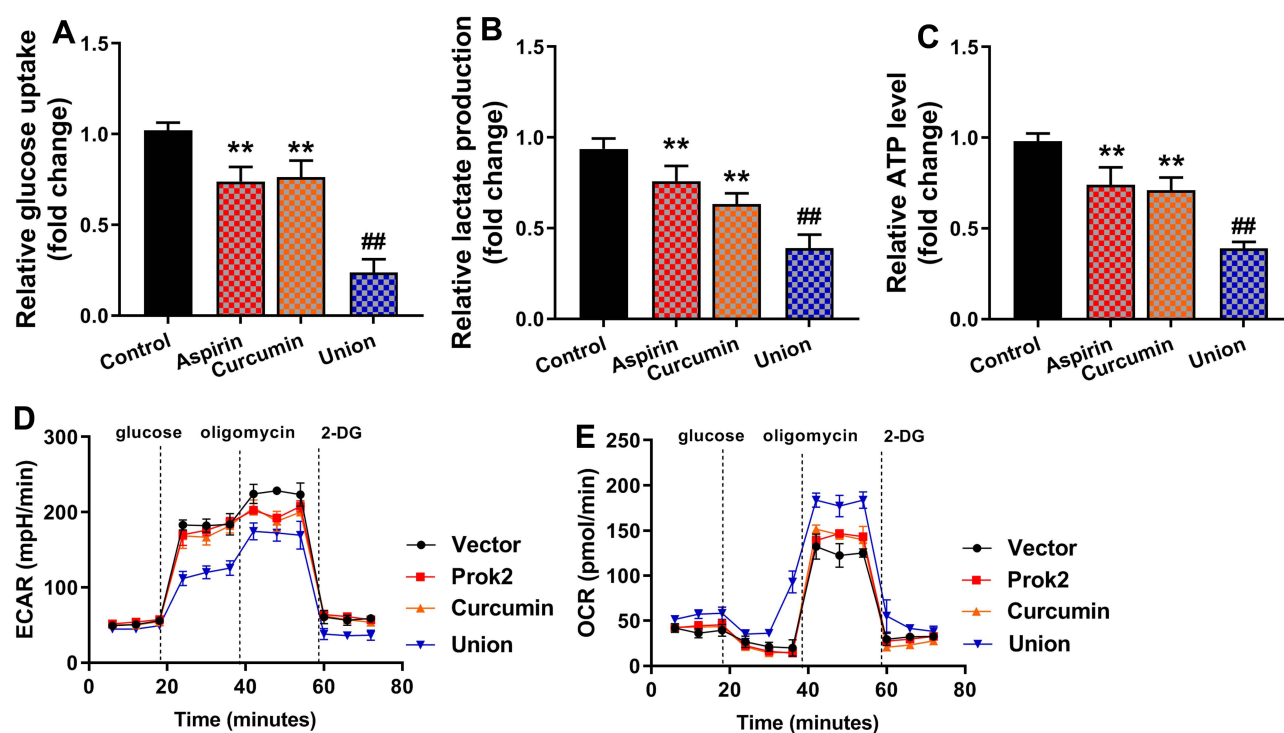 A
Relative glucose uptake
(fold change)
1.5
1.0
0.5
0.0
**
**
##
Control
Aspirin
Curcumin
Union
B
Relative lactate production
(fold change)
1.5
1.0
0.5
0.0
**
**
##
Control
Aspirin
Curcumin
Union
C
Relative ATP level
(fold change)
1.5
1.0
0.5
0.0
**
**
##
Control
Aspirin
Curcumin
Union
D
glucose oligomycin 2-DG
ECAR (mpH/min)
300
200
100
0
0 20 40 60 80
Time (minutes)
Vector
Prok2
Curcumin
Union
E
glucose oligomycin 2-DG
OCR (pmol/min)
250
200
150
100
50
0
0 20 40 60 80
Time (minutes)
Vector
Prok2
Curcumin
Union